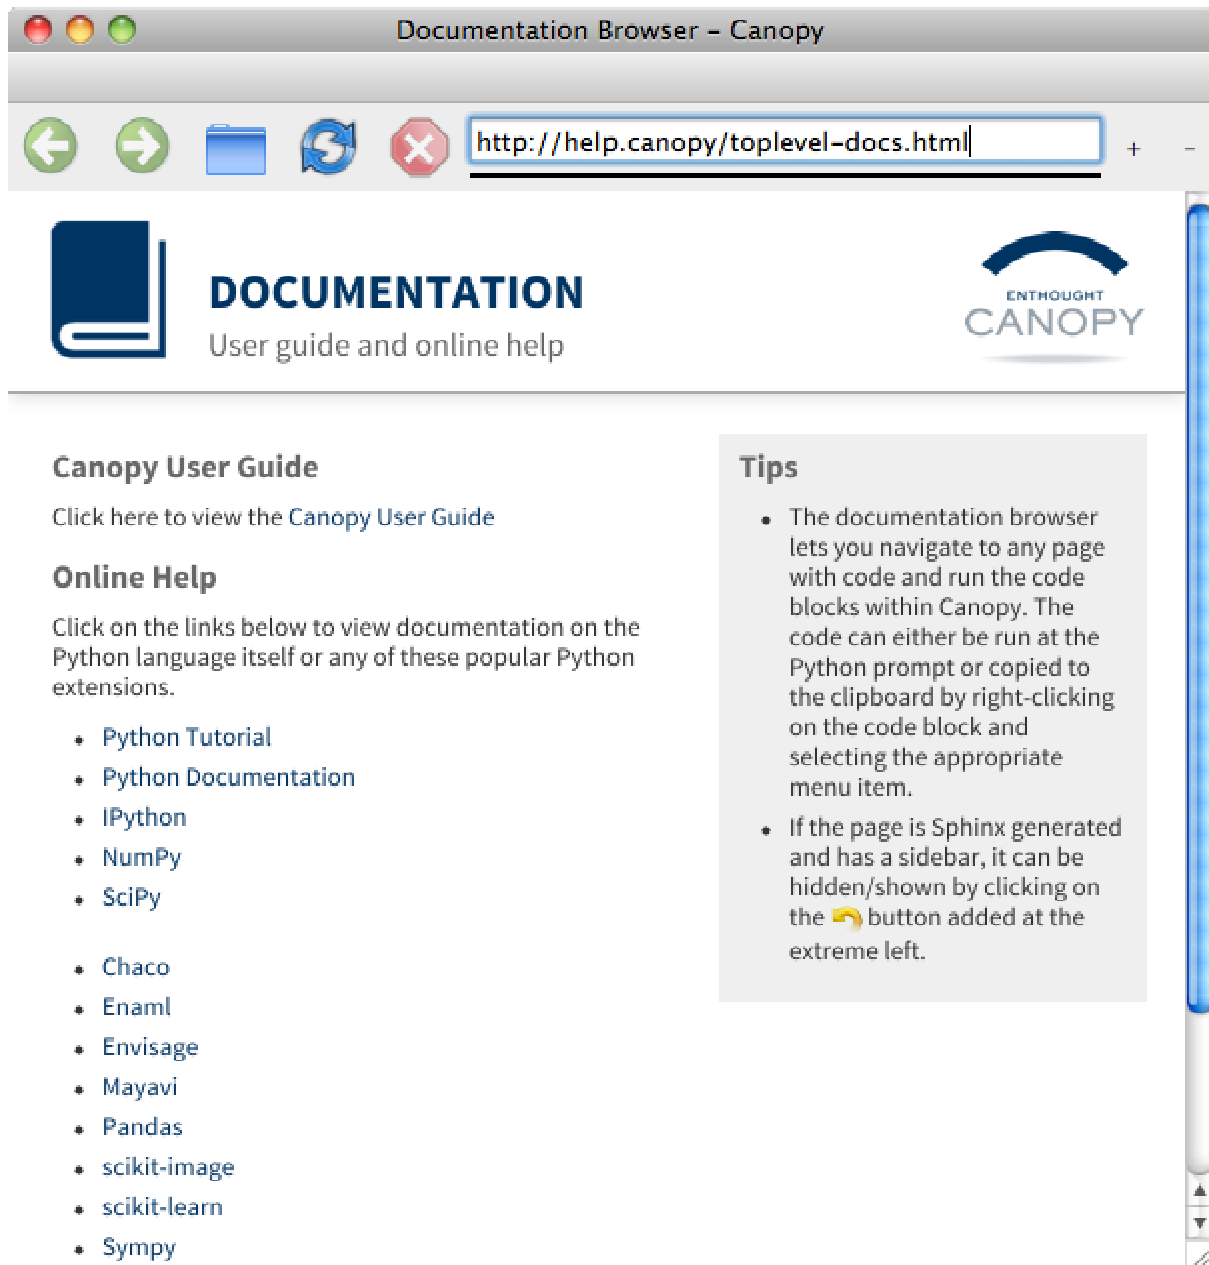 Documentation Browser – Canopy
http://help.canopy/toplevel-docs.html
+ -
DOCUMENTATION
User guide and online help
ENTHOUGHT
CANOPY
Canopy User Guide
Click here to view the Canopy User Guide
Online Help
Click on the links below to view documentation on the
Python language itself or any of these popular Python
extensions.
• Python Tutorial
• Python Documentation
• IPython
• NumPy
• SciPy
• Chaco
• Enaml
• Envisage
• Mayavi
• Pandas
• scikit-image
• scikit-learn
• Sympy
Tips
• The documentation browser
lets you navigate to any page
with code and run the code
blocks within Canopy. The
code can either be run at the
Python prompt or copied to
the clipboard by right-clicking
on the code block and
selecting the appropriate
menu item.
• If the page is Sphinx generated
and has a sidebar, it can be
hidden/shown by clicking on
the button added at the
extreme left.